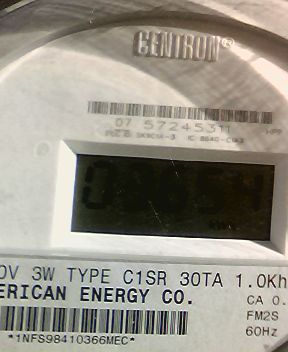 CENTRON®
07 57245311
0V 3W TYPE C1SR 30TA 1.0Kh
ERICAN ENERGY CO.
CA 0.
FM2S
60Hz
*1NFS98410366MEC*